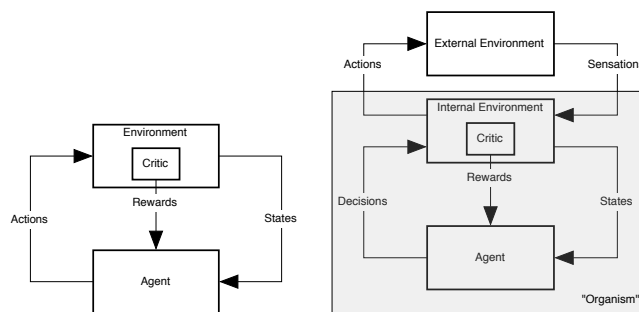 Environment
Critic
Rewards
Actions
States
Agent
External Environment
Actions
Sensation
Internal Environment
Critic
Rewards
Decisions
States
Agent
"Organism"